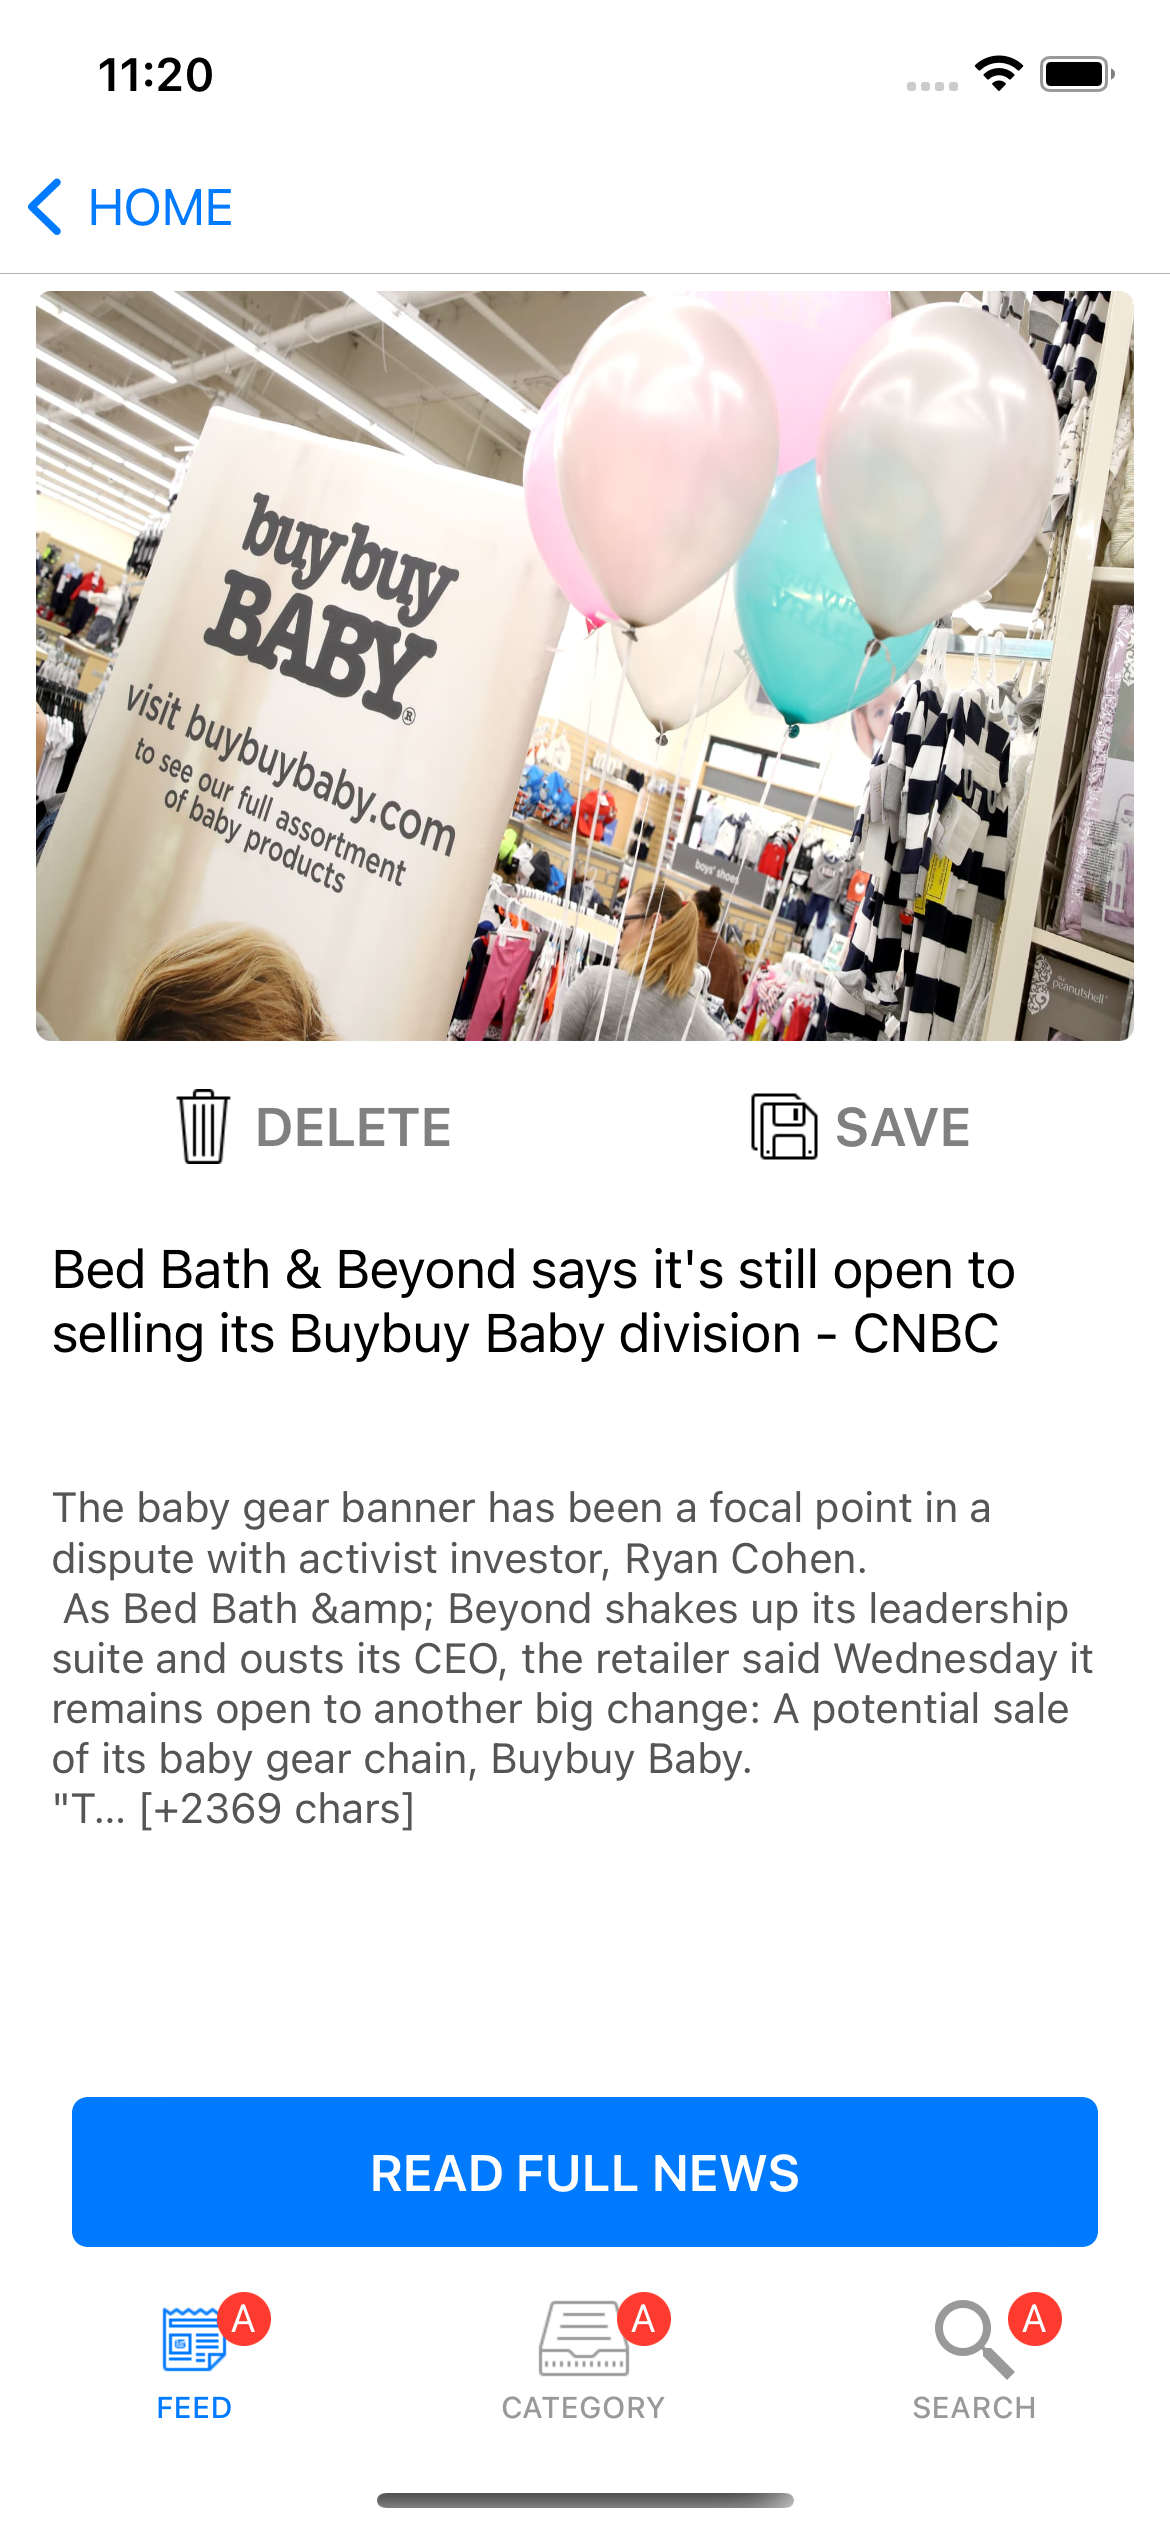 11:20
HOME
buy buy
BABY®
visit buybuybaby.com
to see our full assortment
of baby products
boys' shoes
the
peanutshell
DELETE
SAVE
Bed Bath & Beyond says it's still open to
selling its Buybuy Baby division - CNBC
The baby gear banner has been a focal point in a
dispute with activist investor, Ryan Cohen.
As Bed Bath &amp; Beyond shakes up its leadership
suite and ousts its CEO, the retailer said Wednesday it
remains open to another big change: A potential sale
of its baby gear chain, Buybuy Baby.
"T... [+2369 chars]
READ FULL NEWS
A
A
A
FEED
CATEGORY
SEARCH